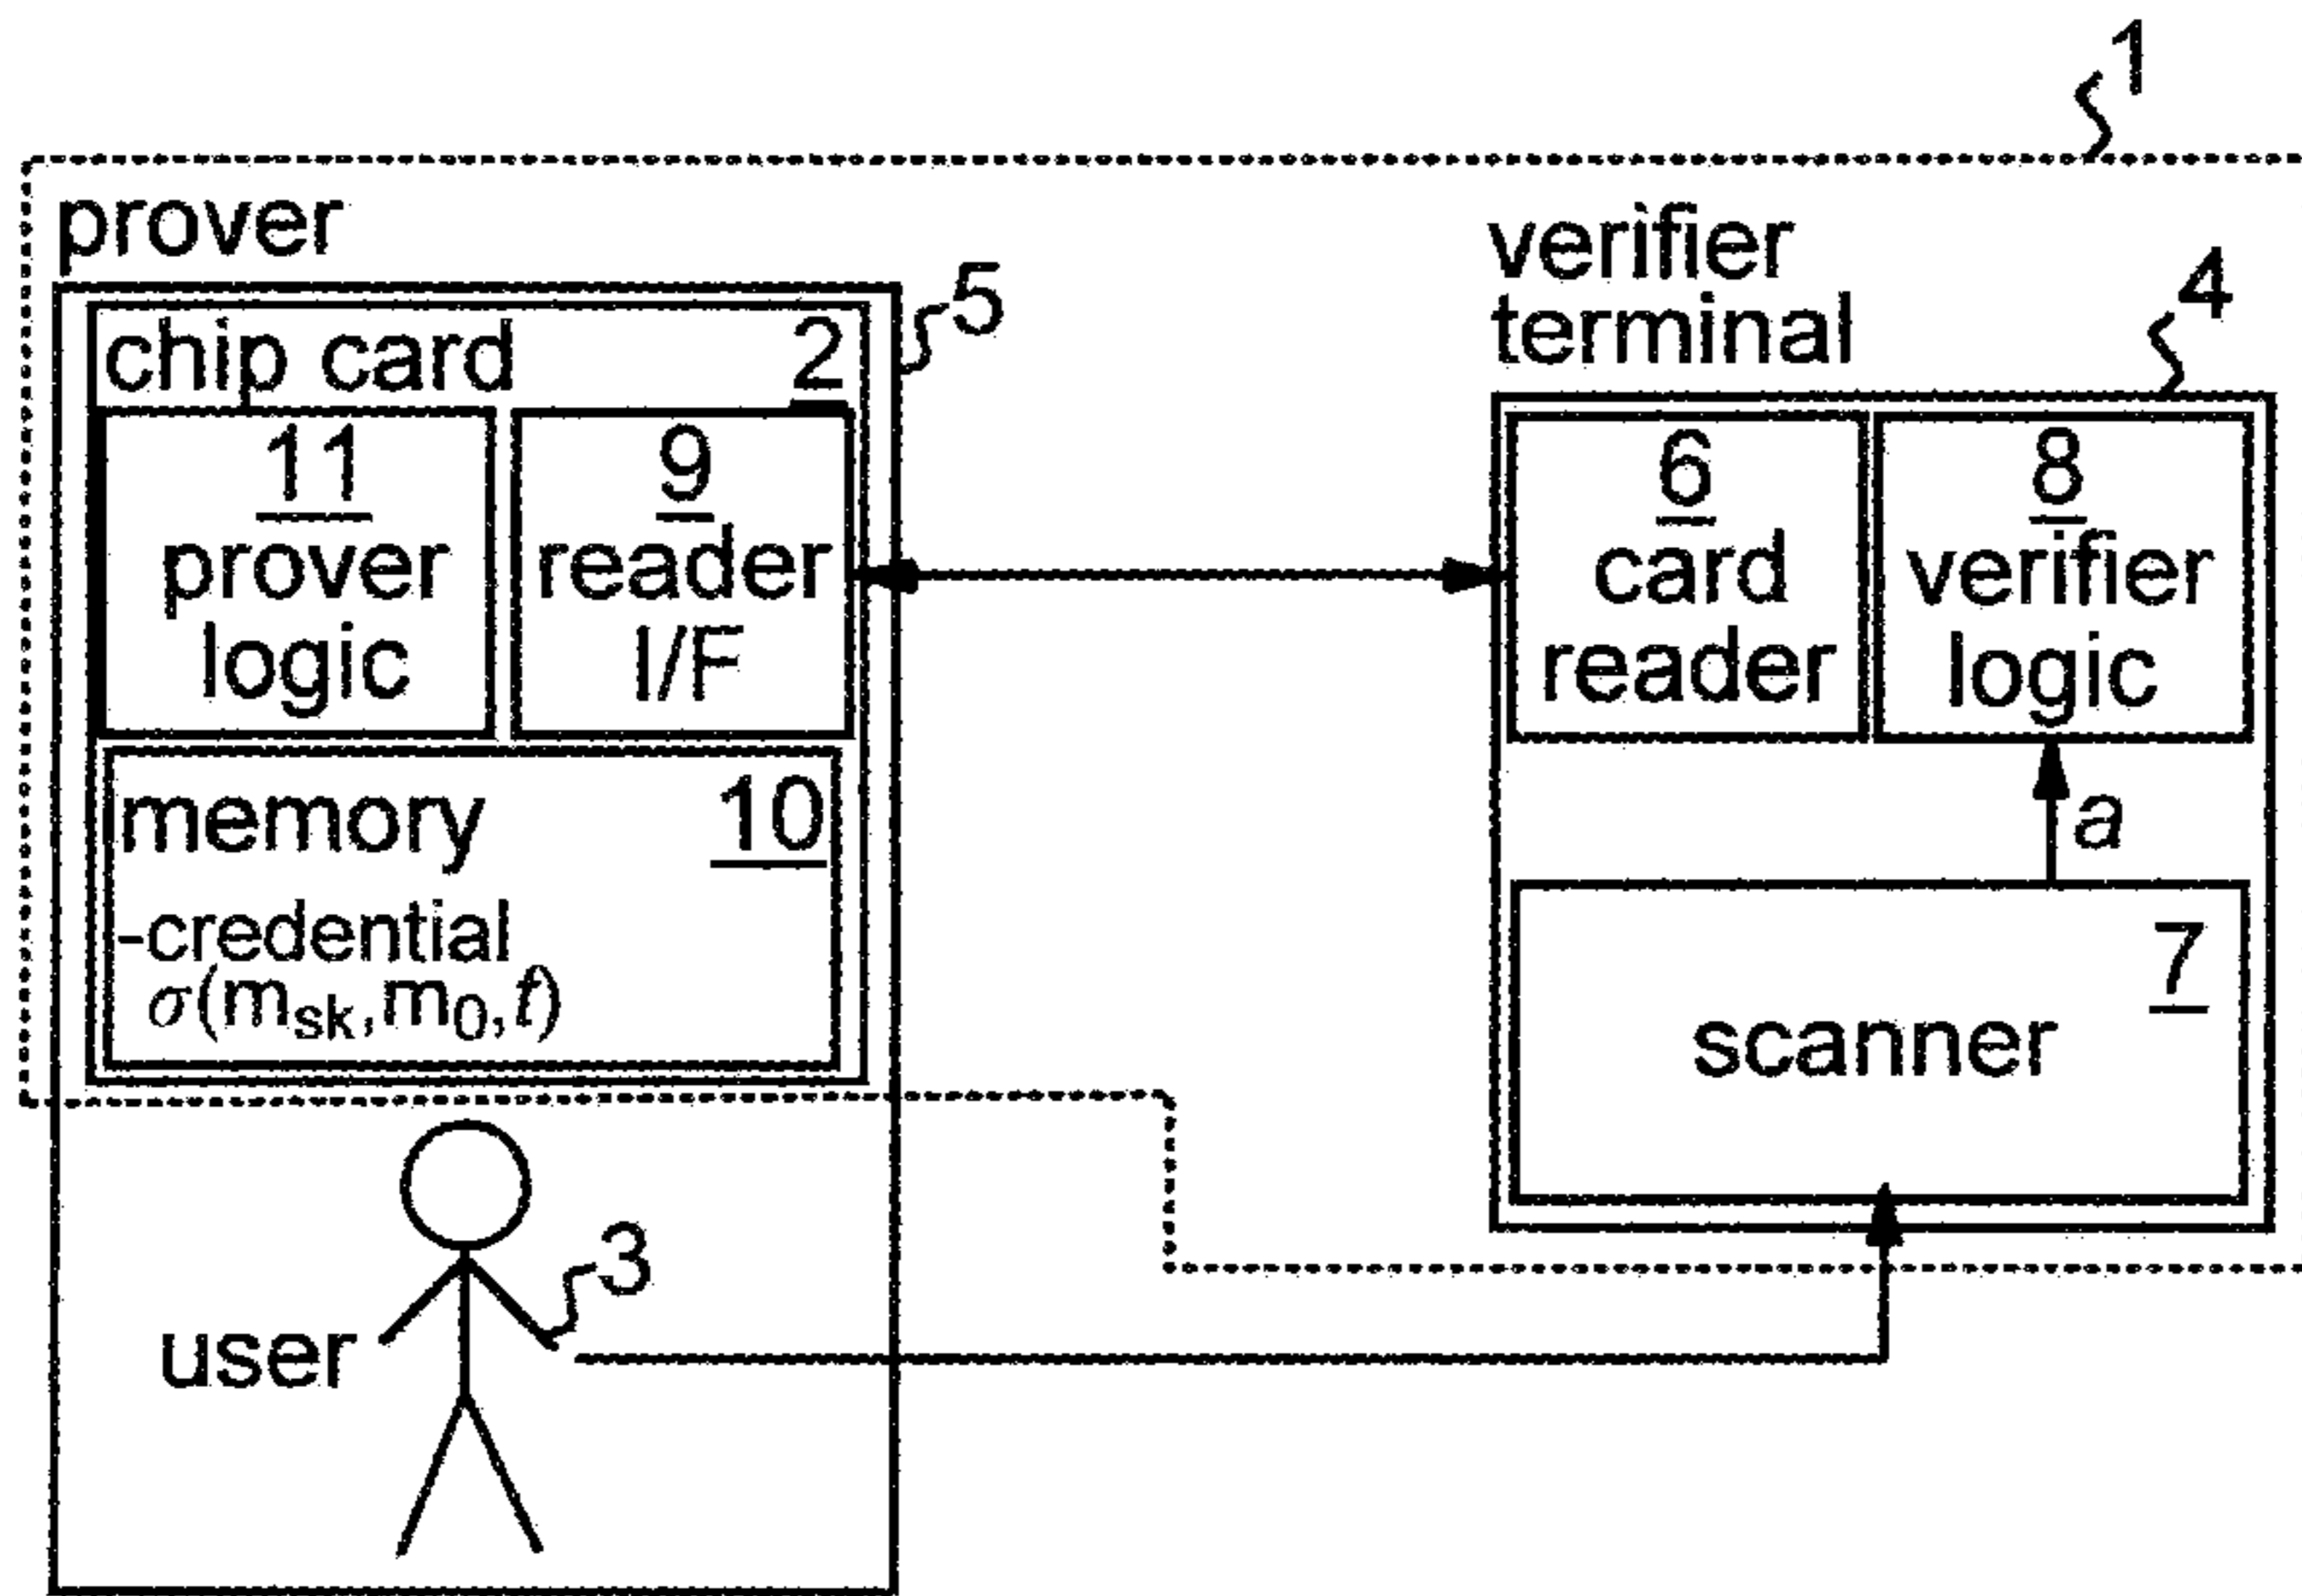 1
prover
5
chip card 2
11
prover
logic
9
reader
I/F
memory 10
-credential
σ(m_sk,m_0,t)
user
3
verifier
terminal
4
6
card
reader
8
verifier
logic
a
7
scanner